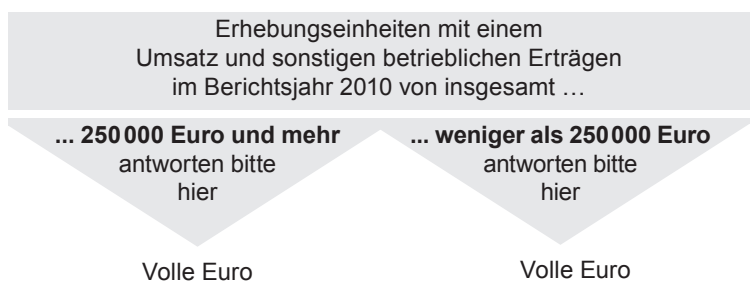 Erhebungseinheiten mit einem
Umsatz und sonstigen betrieblichen Erträgen
im Berichtsjahr 2010 von insgesamt …
... 250 000 Euro und mehr
antworten bitte
hier
Volle Euro
... weniger als 250 000 Euro
antworten bitte
hier
Volle Euro